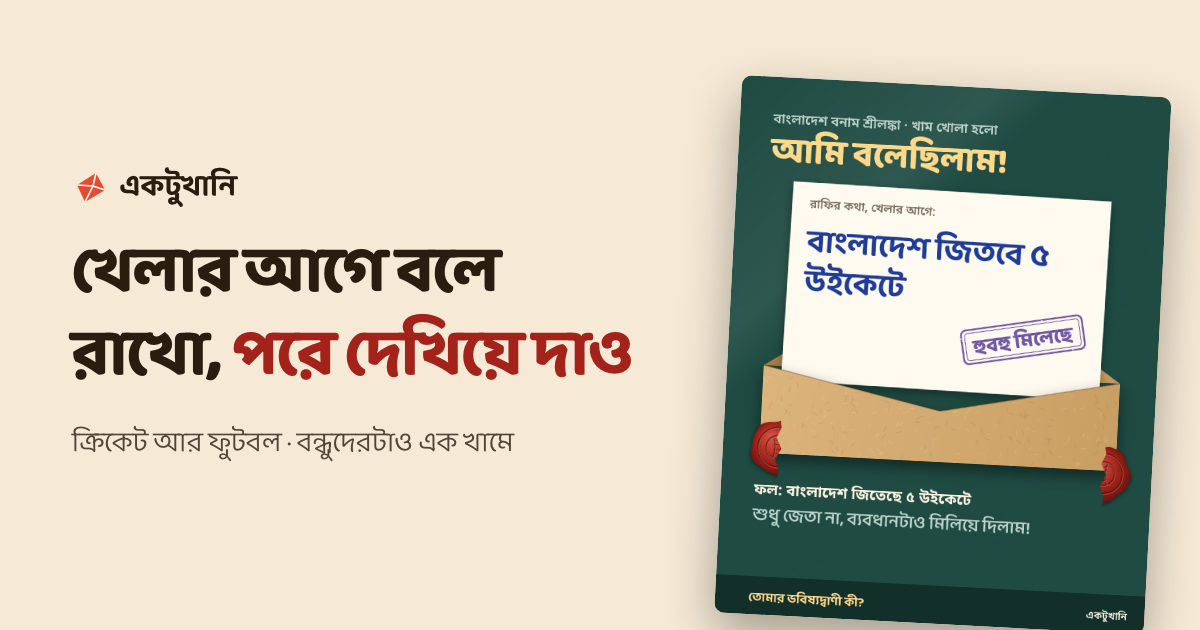 একটুখানি
খেলার আগে বলে
রাখো, পরে দেখিয়ে দাও
ক্রিকেট আর ফুটবল · বন্ধুদেরটাও এক খামে
বাংলাদেশ বনাম শ্রীলঙ্কা · খাম খোলা হলো
আমি বলেছিলাম!
রাফির কথা, খেলার আগে:
বাংলাদেশ জিতবে ৫
উইকেটে
হুবহু মিলেছে
ফল: বাংলাদেশ জিতেছে ৫ উইকেটে
শুধু জেতা না, ব্যবধানটাও মিলিয়ে দিলাম!
তোমার ভবিষ্যদ্বাণী কী?
একটুখানি